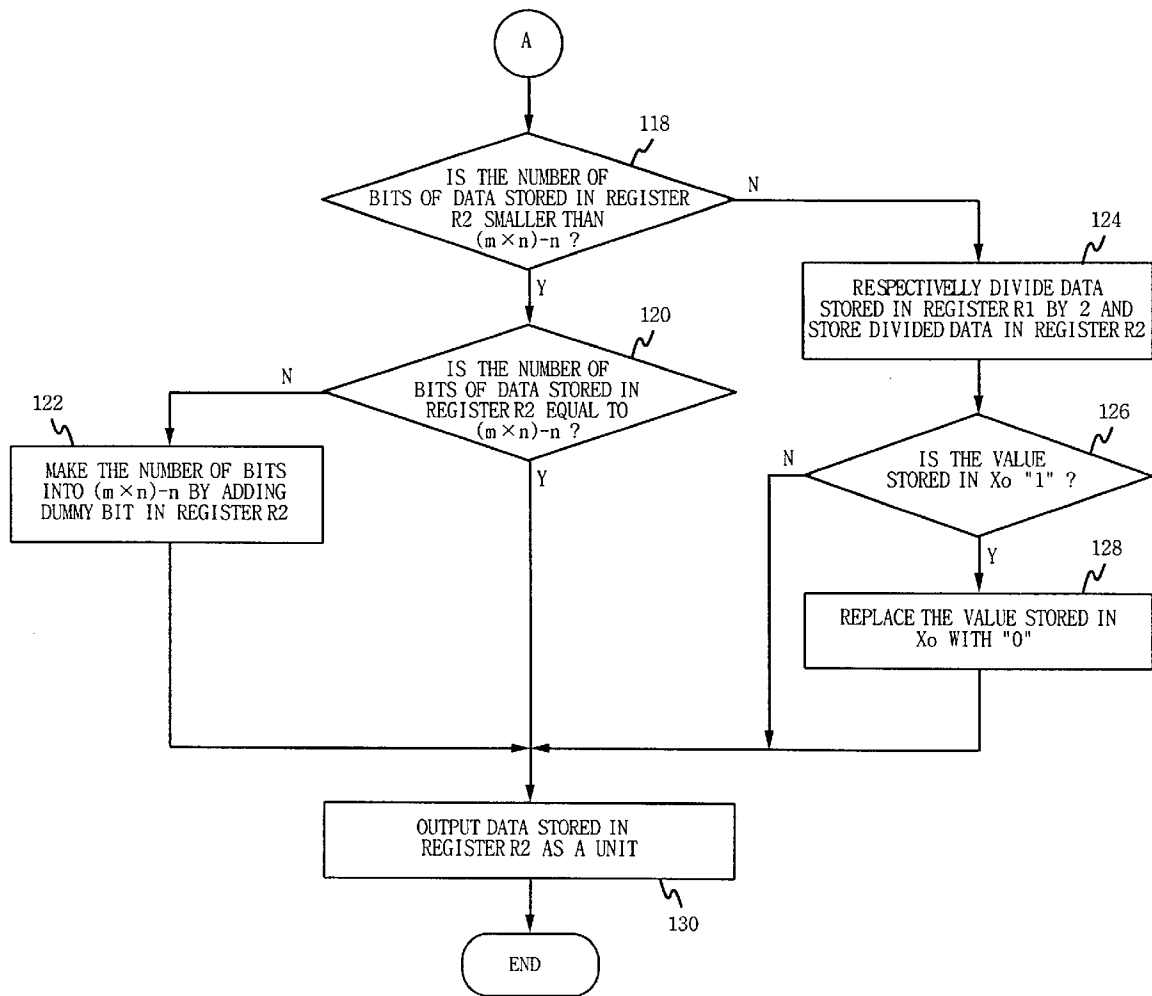 A
118
IS THE NUMBER OF
BITS OF DATA STORED IN REGISTER
R2 SMALLER THAN
(m×n)-n ?
N
Y
124
RESPECTIVELLY DIVIDE DATA
STORED IN REGISTER R1 BY 2 AND
STORE DIVIDED DATA IN REGISTER R2
120
IS THE NUMBER OF
BITS OF DATA STORED IN
REGISTER R2 EQUAL TO
(m×n)-n ?
N
Y
122
MAKE THE NUMBER OF BITS
INTO (m×n)-n BY ADDING
DUMMY BIT IN REGISTER R2
126
IS THE VALUE
STORED IN Xo "1" ?
N
Y
128
REPLACE THE VALUE STORED IN
Xo WITH "0"
OUTPUT DATA STORED IN
REGISTER R2 AS A UNIT
130
END